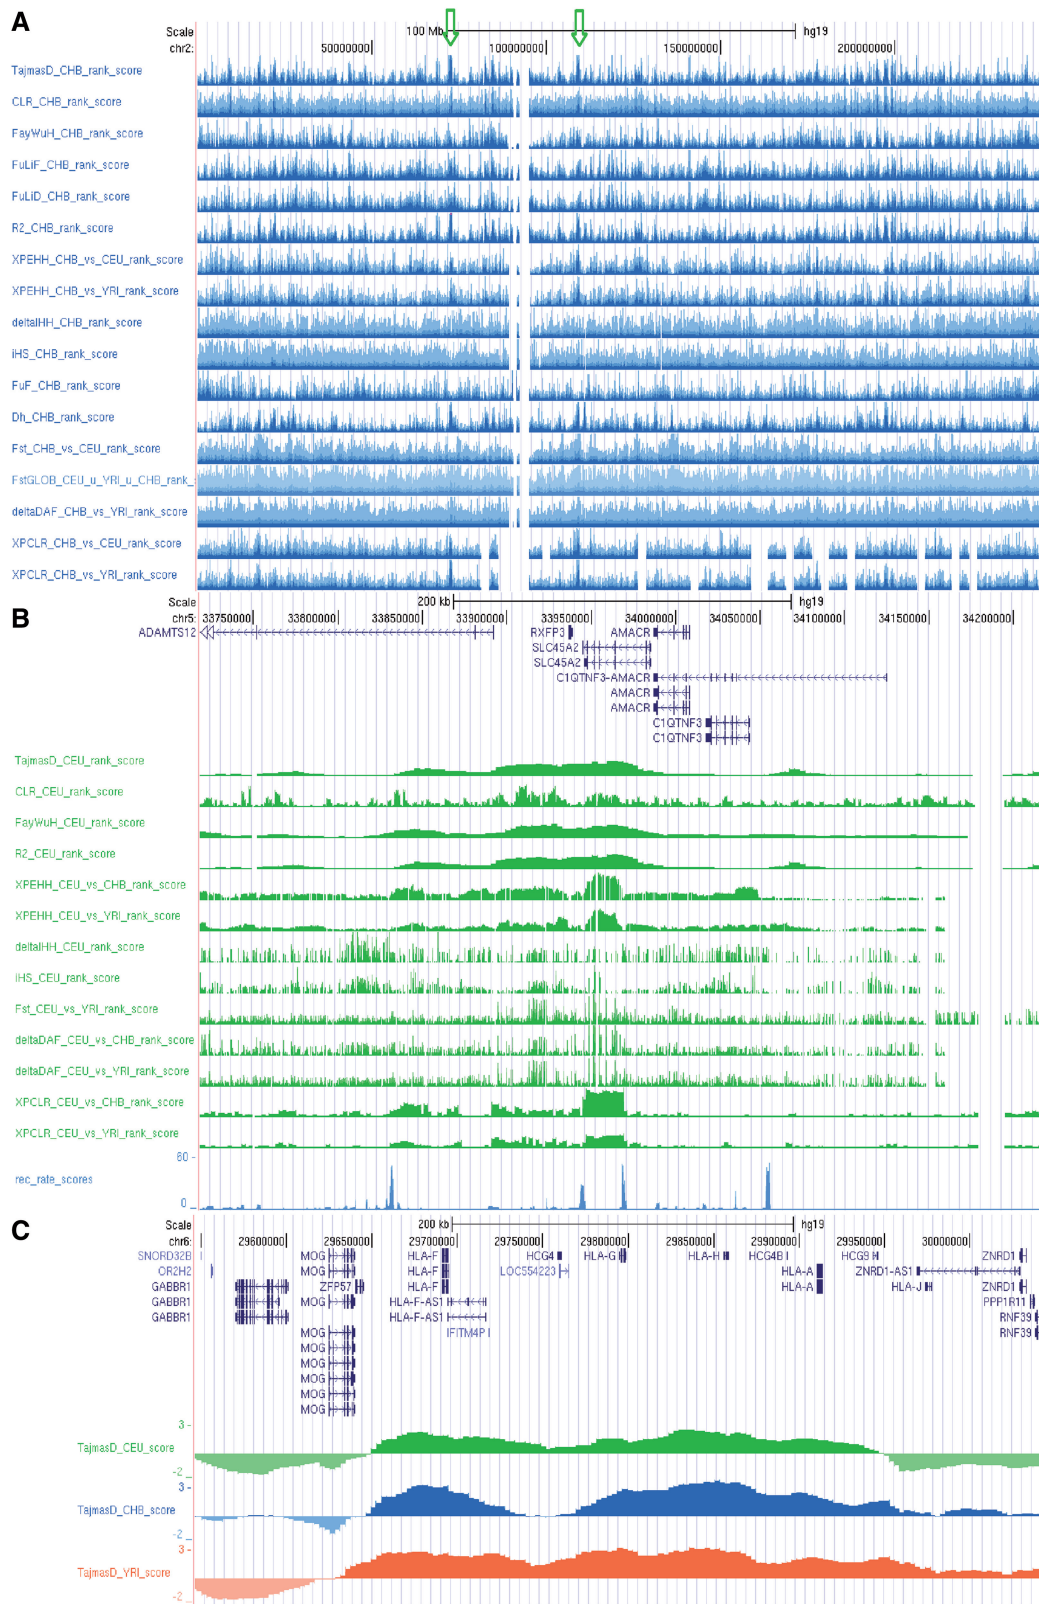 A
Scale 100 Mb hg19
chr2: 50000000 100000000 150000000 200000000
TajmasD_CHB_rank_score
CLR_CHB_rank_score
FayWuH_CHB_rank_score
FuLiF_CHB_rank_score
FuLiD_CHB_rank_score
R2_CHB_rank_score
XPEHH_CHB_vs_CEU_rank_score
XPEHH_CHB_vs_YRI_rank_score
deltaIHH_CHB_rank_score
iHS_CHB_rank_score
FuF_CHB_rank_score
Dh_CHB_rank_score
Fst_CHB_vs_CEU_rank_score
FstGLOB_CEU_u_YRI_u_CHB_rank_
deltaDAF_CHB_vs_YRI_rank_score
XPCLR_CHB_vs_CEU_rank_score
XPCLR_CHB_vs_YRI_rank_score
B
Scale 200 kb hg19
chr5: 33750000 33800000 33850000 33900000 33950000 34000000 34050000 34100000 34150000 34200000
ADAMTS12 RXFP3 AMACR
SLC45A2
SLC45A2
C1QTNF3-AMACR
AMACR
AMACR
C1QTNF3
C1QTNF3
TajmasD_CEU_rank_score
CLR_CEU_rank_score
FayWuH_CEU_rank_score
R2_CEU_rank_score
XPEHH_CEU_vs_CHB_rank_score
XPEHH_CEU_vs_YRI_rank_score
deltaIHH_CEU_rank_score
iHS_CEU_rank_score
Fst_CEU_vs_YRI_rank_score
deltaDAF_CEU_vs_CHB_rank_score
deltaDAF_CEU_vs_YRI_rank_score
XPCLR_CEU_vs_CHB_rank_score
XPCLR_CEU_vs_YRI_rank_score
60 -
rec_rate_scores
0 _
C
Scale 200 kb hg19
chr6: 29600000 29650000 29700000 29750000 29800000 29850000 29900000 29950000 30000000
SNORD32B MOG HLA-F HCG4 HLA-G HLA-H HCG4B HCG9 ZNRD1
OR2H2 MOG HLA-F LOC554223 HLA-A ZNRD1-AS1
GABBR1 ZFP57 HLA-F HLA-A HLA-J ZNRD1
GABBR1 MOG HLA-F-AS1 PPP1R11
GABBR1 HLA-F-AS1 RNF39
MOG IFITM4P RNF39
MOG
MOG
MOG
MOG
MOG
3 -
TajmasD_CEU_score
-2 _
3 -
TajmasD_CHB_score
-2 _
3 -
TajmasD_YRI_score
-2 _